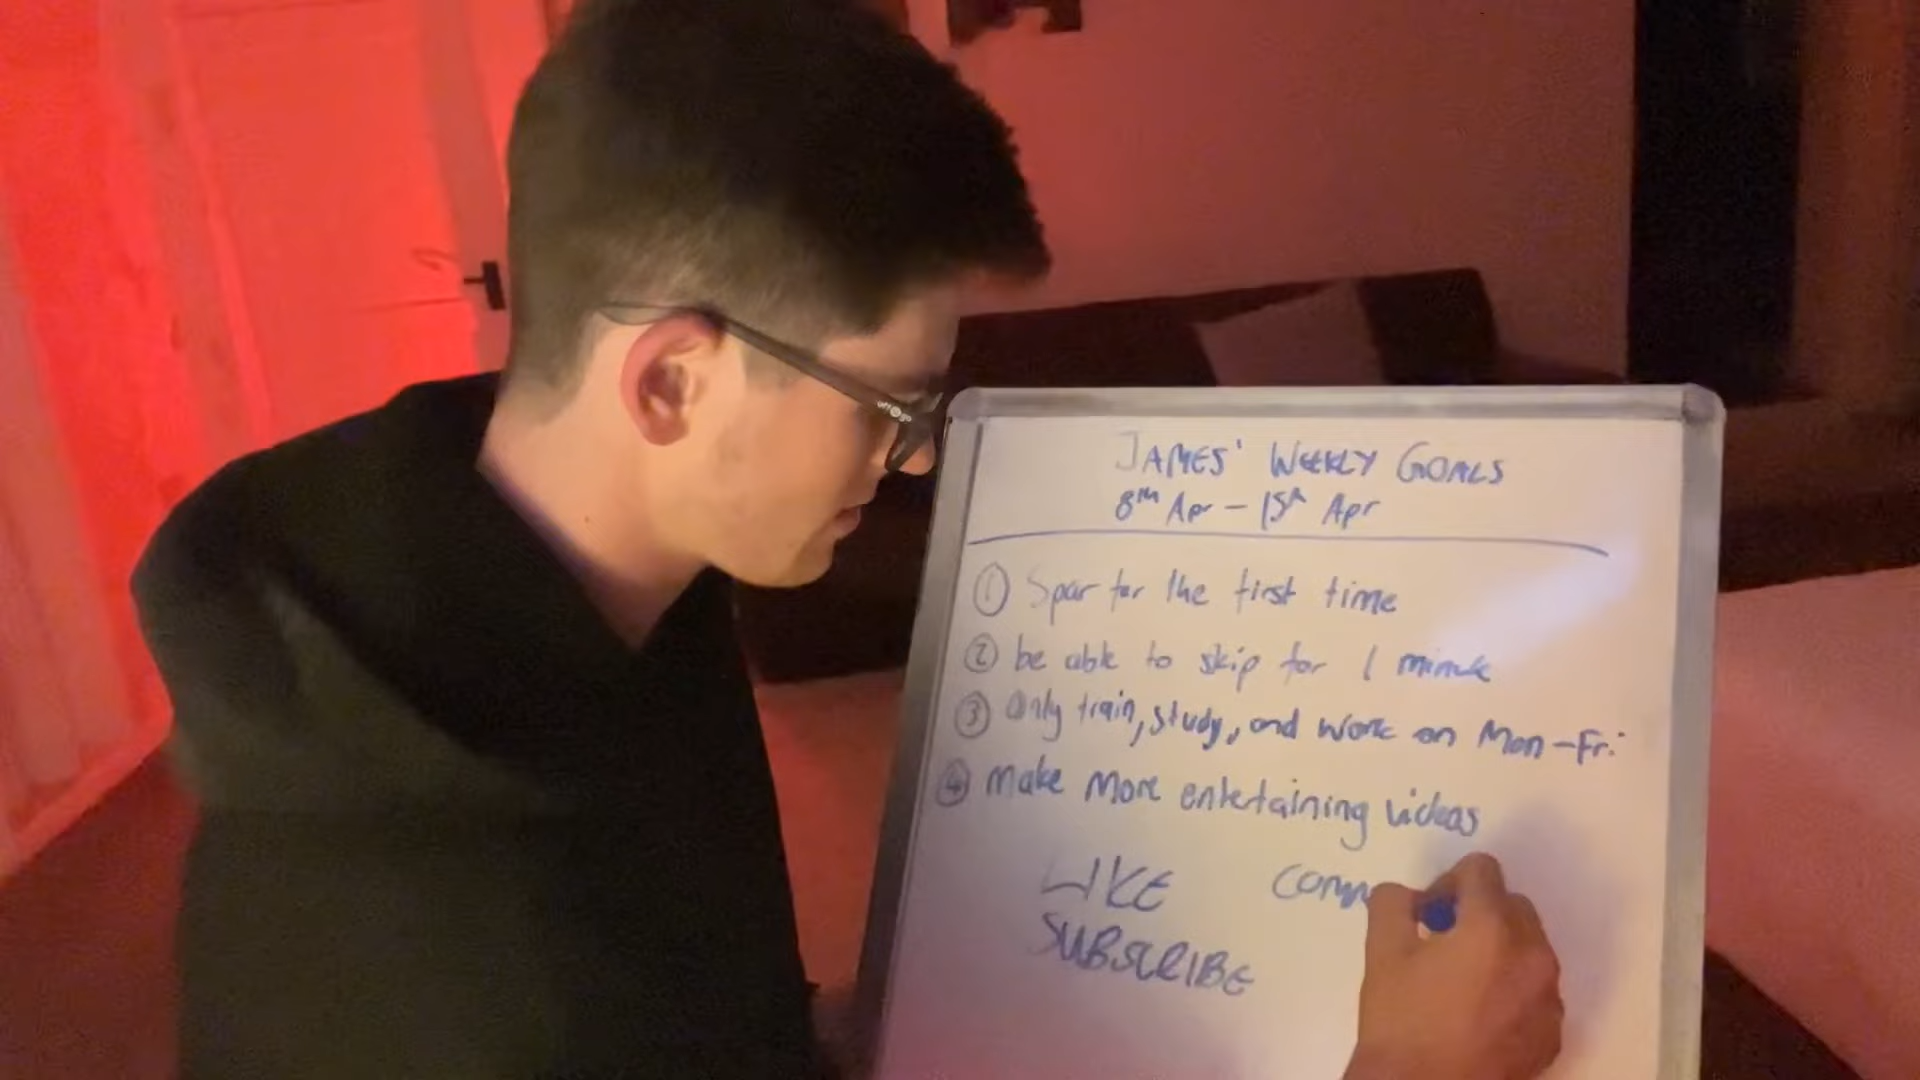 JAMES' WEEKLY GOALS
8th Apr - 15th Apr
① Spar for the first time
② be able to skip for 1 minute
③ Only train, study, and work on Mon-Fri
④ Make More entertaining videos
LIKE
SUBSCRIBE